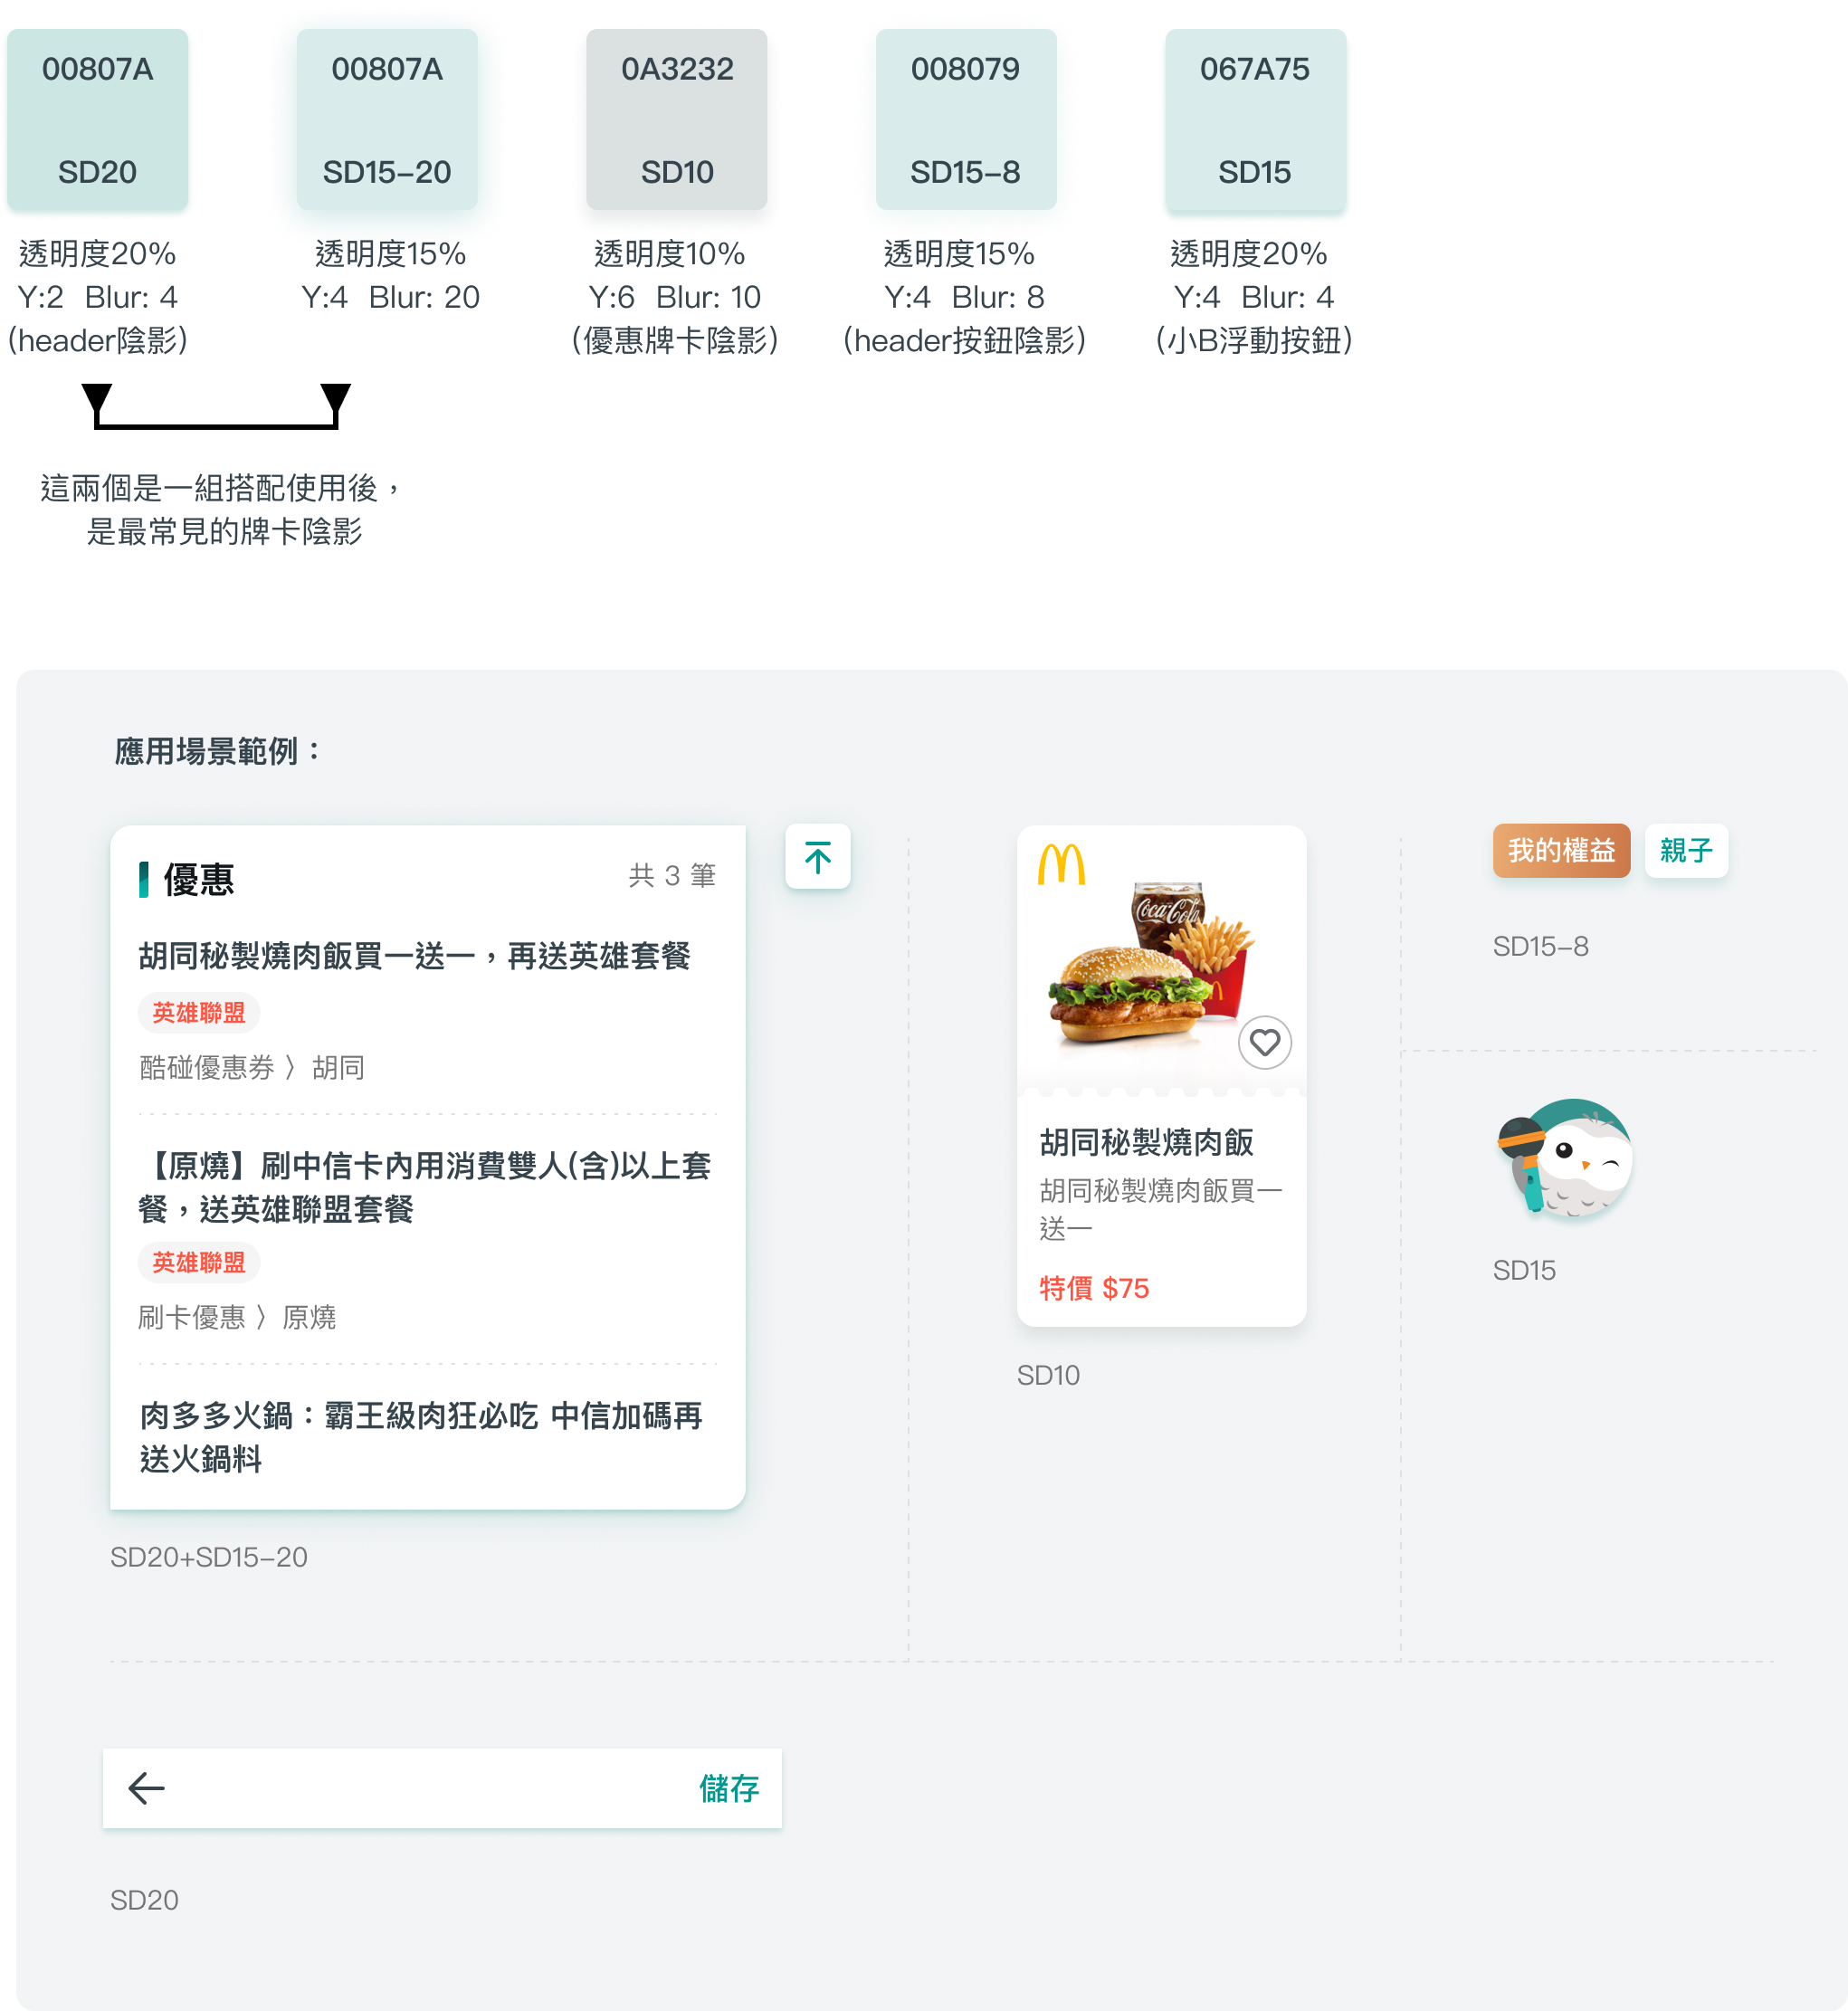 00807A
SD20
透明度20%
Y:2 Blur: 4
(header陰影)
00807A
SD15-20
透明度15%
Y:4 Blur: 20
0A3232
SD10
透明度10%
Y:6 Blur: 10
(優惠牌卡陰影)
008079
SD15-8
透明度15%
Y:4 Blur: 8
(header按鈕陰影)
067A75
SD15
透明度20%
Y:4 Blur: 4
(小B浮動按鈕)
這兩個是一組搭配使用後，
是最常見的牌卡陰影
應用場景範例：
優惠
共 3 筆
胡同秘製燒肉飯買一送一，再送英雄套餐
英雄聯盟
酷碰優惠券 〉胡同
【原燒】刷中信卡內用消費雙人(含)以上套
餐，送英雄聯盟套餐
英雄聯盟
刷卡優惠 〉原燒
肉多多火鍋：霸王級肉狂必吃 中信加碼再
送火鍋料
SD20+SD15-20
Coca-Cola
胡同秘製燒肉飯
胡同秘製燒肉飯買一
送一
特價 $75
SD10
我的權益
親子
SD15-8
SD15
儲存
SD20